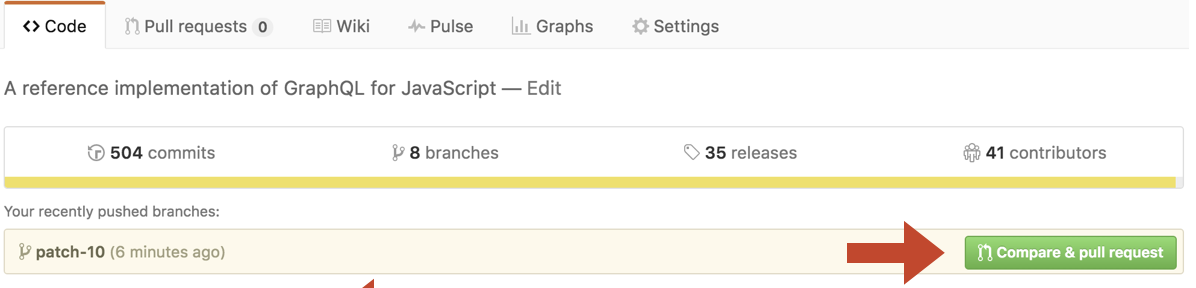 Code Pull requests 0 Wiki Pulse Graphs Settings
A reference implementation of GraphQL for JavaScript — Edit
504 commits 8 branches 35 releases 41 contributors
Your recently pushed branches:
patch-10 (6 minutes ago) Compare & pull request